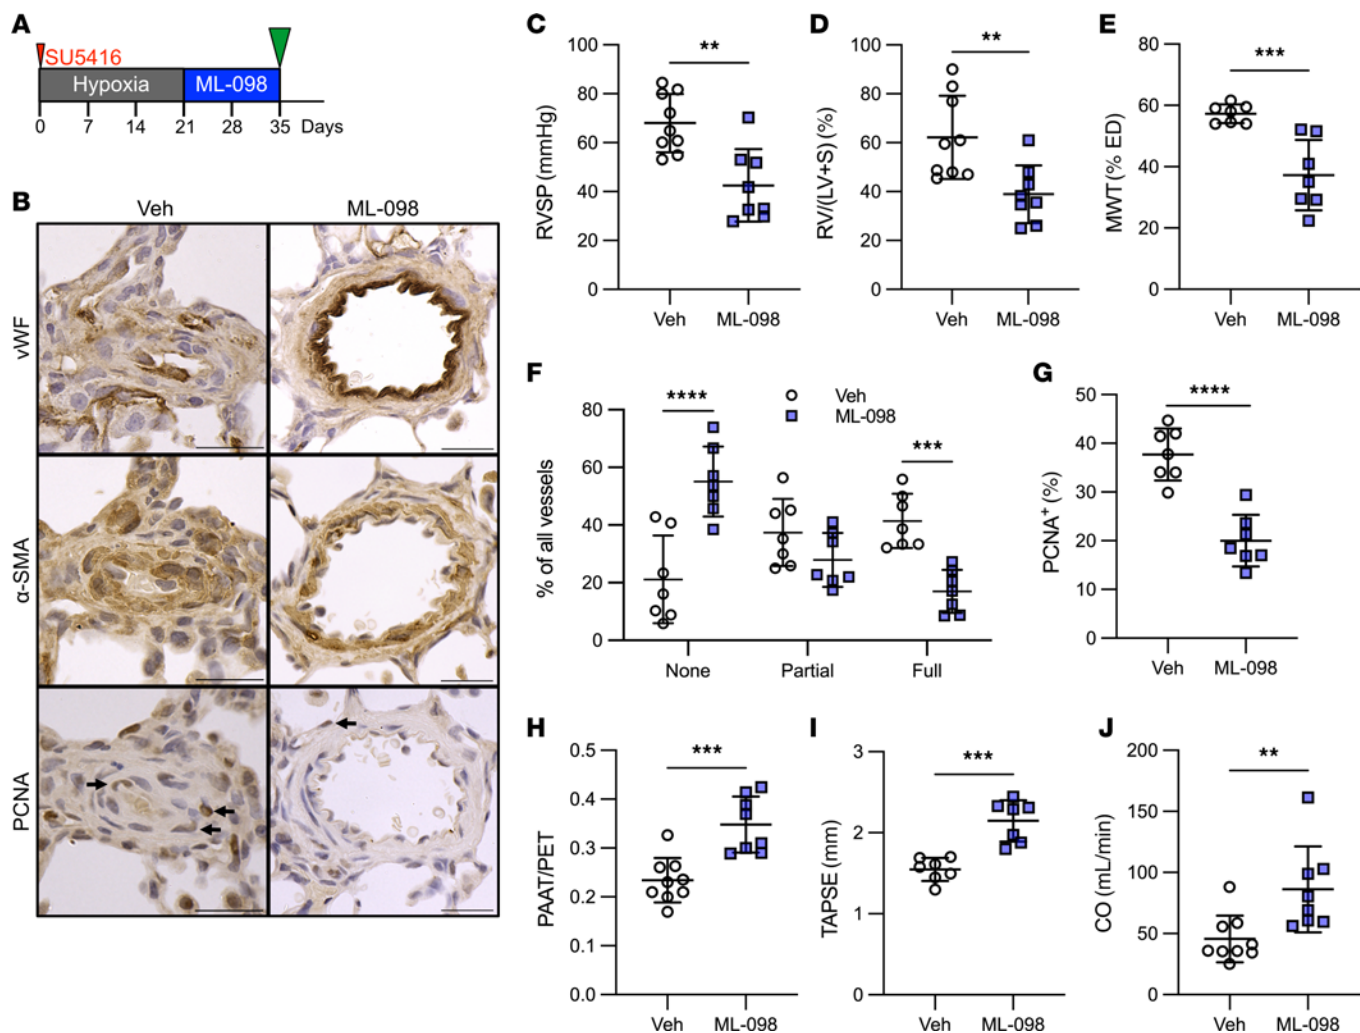 A
SU5416
Hypoxia
ML-098
0 7 14 21 28 35 Days
B
Veh ML-098
vWF
α-SMA
PCNA
C
RVSP (mmHg)
100
80
60
40
20
0
**
Veh ML-098
D
RV/(LV+S) (%)
100
80
60
40
20
0
**
Veh ML-098
E
MWT (% ED)
80
60
40
20
0
***
Veh ML-098
F
% of all vessels
80
60
40
20
0
****
***
Veh
ML-098
None Partial Full
G
PCNA+ (%)
50
40
30
20
10
0
****
Veh ML-098
H
PAAT/PET
0.5
0.4
0.3
0.2
0.1
0.0
***
Veh ML-098
I
TAPSE (mm)
3
2
1
0
***
Veh ML-098
J
CO (mL/min)
200
150
100
50
0
**
Veh ML-098